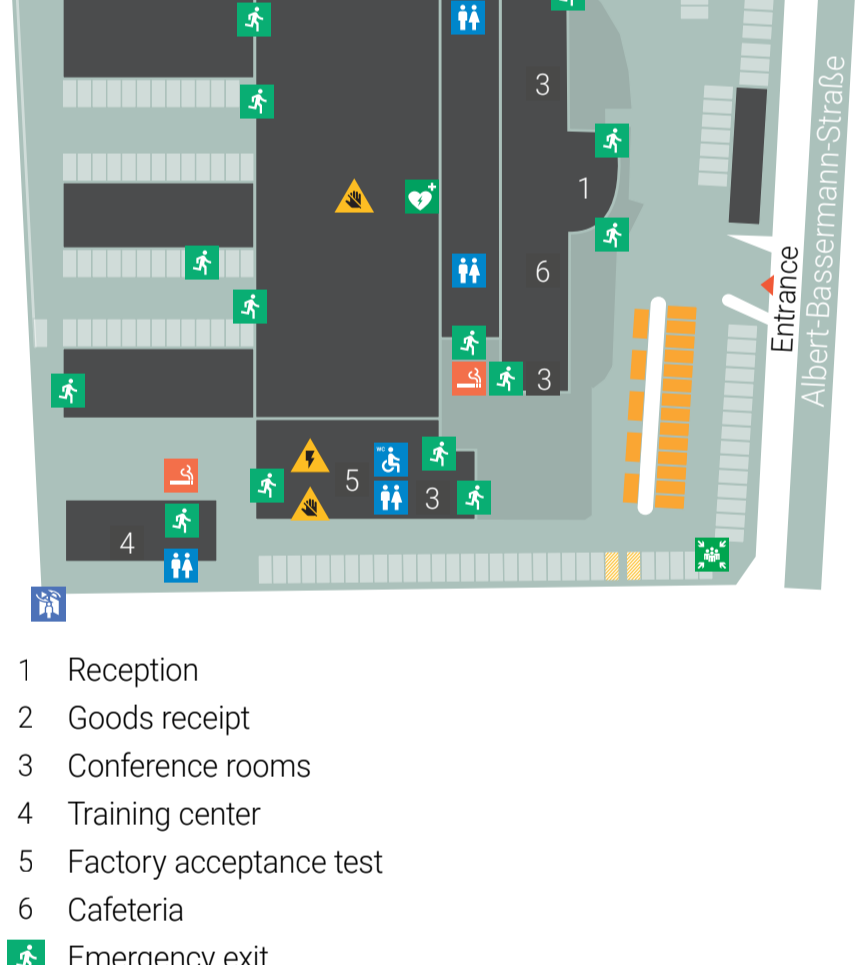 3
1
6
3
Entrance
Albert-Bassermann-Straße
WC
5
3
4
1 Reception
2 Goods receipt
3 Conference rooms
4 Training center
5 Factory acceptance test
6 Cafeteria
Emergency exit